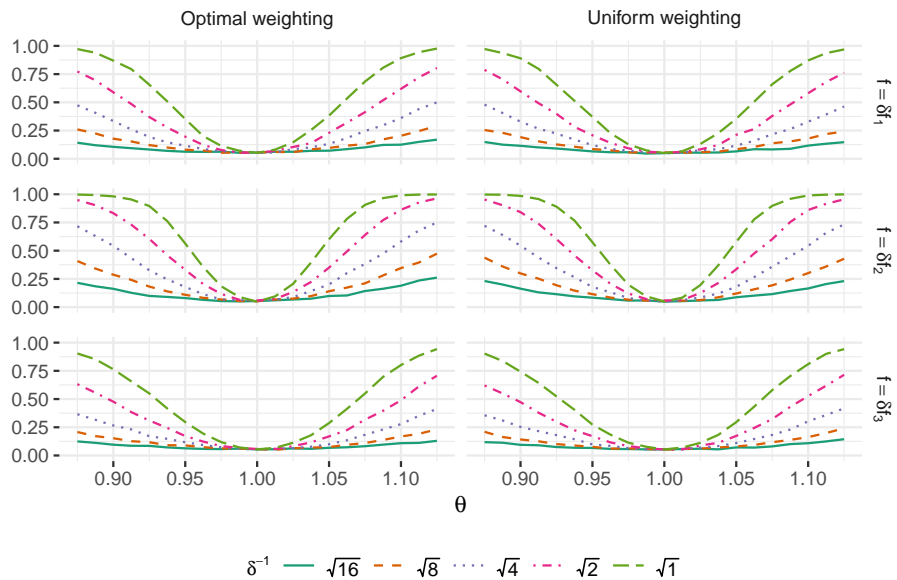 Optimal weighting Uniform weighting
1.00
0.75
0.50
0.25
0.00
f = δf₁
1.00
0.75
0.50
0.25
0.00
f = δf₂
1.00
0.75
0.50
0.25
0.00
f = δf₃
0.90 0.95 1.00 1.05 1.10 0.90 0.95 1.00 1.05 1.10
θ
δ⁻¹ √16 √8 √4 √2 √1